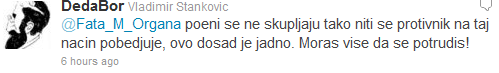 DedaBor Vladimir Stankovic
@Fata_M_Organa poeni se ne skupljaju tako niti se protivnik na taj
nacin pobedjuje, ovo dosad je jadno. Moras vise da se potrudis!
6 hours ago